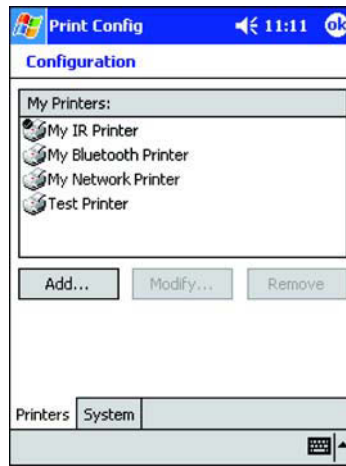 Print Config 11:11 ok
Configuration
My Printers:
My IR Printer
My Bluetooth Printer
My Network Printer
Test Printer
Add... Modify... Remove
Printers System